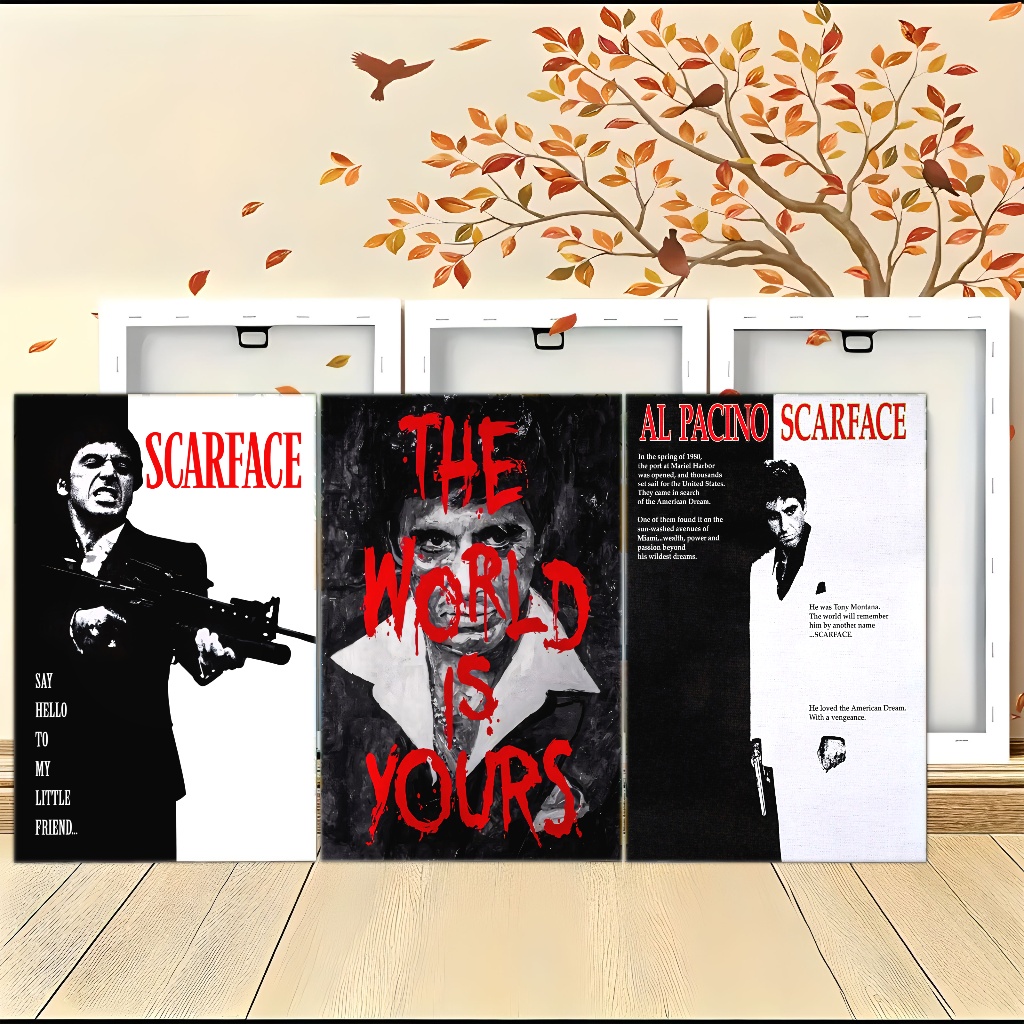 SCARFACE
SAY
HELLO
TO
MY
LITTLE
FRIEND...
THE
WORLD
IS
YOURS
AL PACINO SCARFACE
In the spring of 1980,
the port at Mariel Harbor
was opened, and thousands
set sail for the United States.
They came in search
of the American Dream.
One of them found it on the
sun-washed avenues of
Miami...wealth, power and
passion beyond
his wildest dreams.
He was Tony Montana.
The world will remember
him by another name
...SCARFACE.
He loved the American Dream.
With a vengeance.